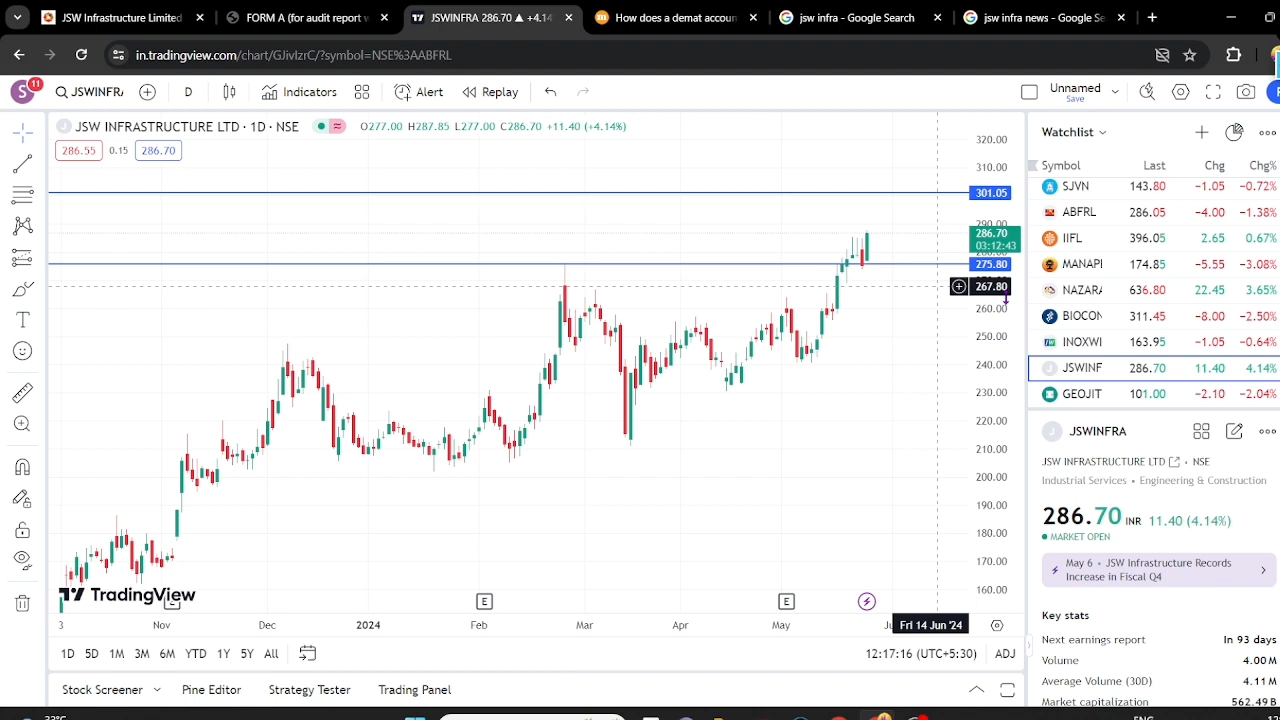 JSW Infrastructure Limited
FORM A (for audit report w
JSWINFRA 286.70 ▲ +4.14
How does a demat accoun
jsw infra - Google Search
jsw infra news - Google Se
in.tradingview.com/chart/GJivIzrC/?symbol=NSE%3AABFRL
S
11
JSWINFRA
D
Indicators
Alert
Replay
Unnamed
Save
JSW INFRASTRUCTURE LTD · 1D · NSE
O277.00 H287.85 L277.00 C286.70 +11.40 (+4.14%)
286.55
0.15
286.70
320.00
310.00
301.05
290.00
286.70
03:12:43
275.80
267.80
260.00
250.00
240.00
230.00
220.00
210.00
200.00
190.00
180.00
170.00
160.00
TradingView
E
E
3
Nov
Dec
2024
Feb
Mar
Apr
May
Fri 14 Jun '24
1D 5D 1M 3M 6M YTD 1Y 5Y All
12:17:16 (UTC+5:30)
ADJ
Stock Screener
Pine Editor
Strategy Tester
Trading Panel
Watchlist
Symbol Last Chg Chg%
SJVN 143.80 −1.05 −0.72%
ABFRL 286.05 −4.00 −1.38%
IIFL 396.05 2.65 0.67%
MANAPI 174.85 −5.55 −3.08%
NAZARA 636.80 22.45 3.65%
BIOCON 311.45 −8.00 −2.50%
INOXWI 163.95 −1.05 −0.64%
JSWINF 286.70 11.40 4.14%
GEOJIT 101.00 −2.10 −2.04%
J
JSWINFRA
JSW INFRASTRUCTURE LTD · NSE
Industrial Services • Engineering & Construction
286.70 INR 11.40 (4.14%)
MARKET OPEN
May 6 • JSW Infrastructure Records
Increase in Fiscal Q4
Key stats
Next earnings report In 93 days
Volume 4.00 M
Average Volume (30D) 4.11 M
Market capitalization 562.49 B